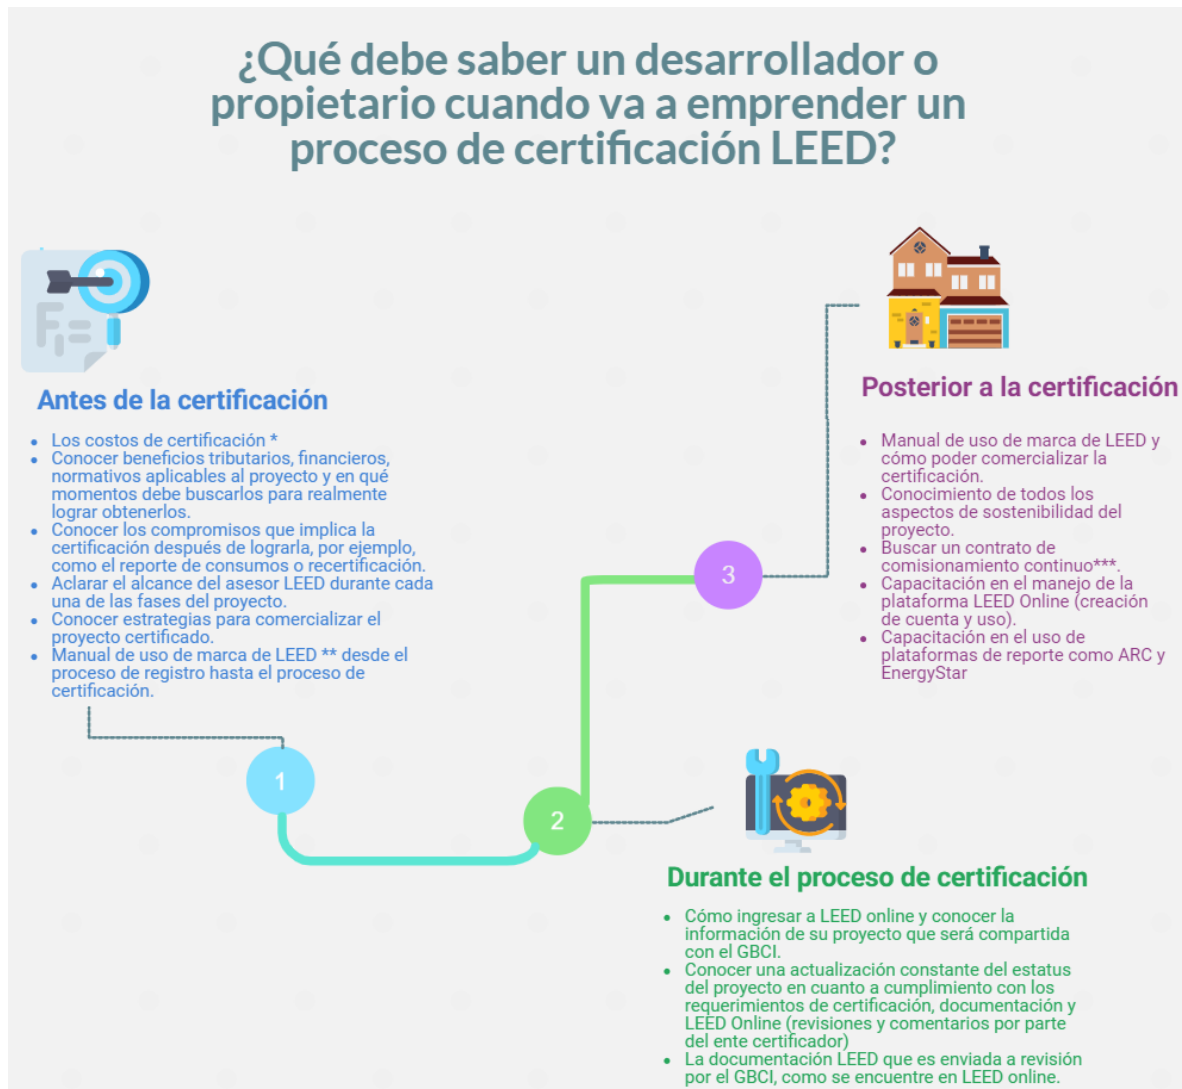 ¿Qué debe saber un desarrollador o
propietario cuando va a emprender un
proceso de certificación LEED?
Antes de la certificación
• Los costos de certificación *
• Conocer beneficios tributarios, financieros,
normativos aplicables al proyecto y en qué
momentos debe buscarlos para realmente
lograr obtenerlos.
• Conocer los compromisos que implica la
certificación después de lograrla, por ejemplo,
como el reporte de consumos o recertificación.
• Aclarar el alcance del asesor LEED durante cada
una de las fases del proyecto.
• Conocer estrategias para comercializar el
proyecto certificado.
• Manual de uso de marca de LEED ** desde el
proceso de registro hasta el proceso de
certificación.
1
2
Durante el proceso de certificación
• Cómo ingresar a LEED online y conocer la
información de su proyecto que será compartida
con el GBCI.
• Conocer una actualización constante del estatus
del proyecto en cuanto a cumplimiento con los
requerimientos de certificación, documentación y
LEED Online (revisiones y comentarios por parte
del ente certificador)
• La documentación LEED que es enviada a revisión
por el GBCI, como se encuentre en LEED online.
3
Posterior a la certificación
• Manual de uso de marca de LEED y
cómo poder comercializar la
certificación.
• Conocimiento de todos los
aspectos de sostenibilidad del
proyecto.
• Buscar un contrato de
comisionamiento continuo***.
• Capacitación en el manejo de la
plataforma LEED Online (creación
de cuenta y uso).
• Capacitación en el uso de
plataformas de reporte como ARC y
EnergyStar